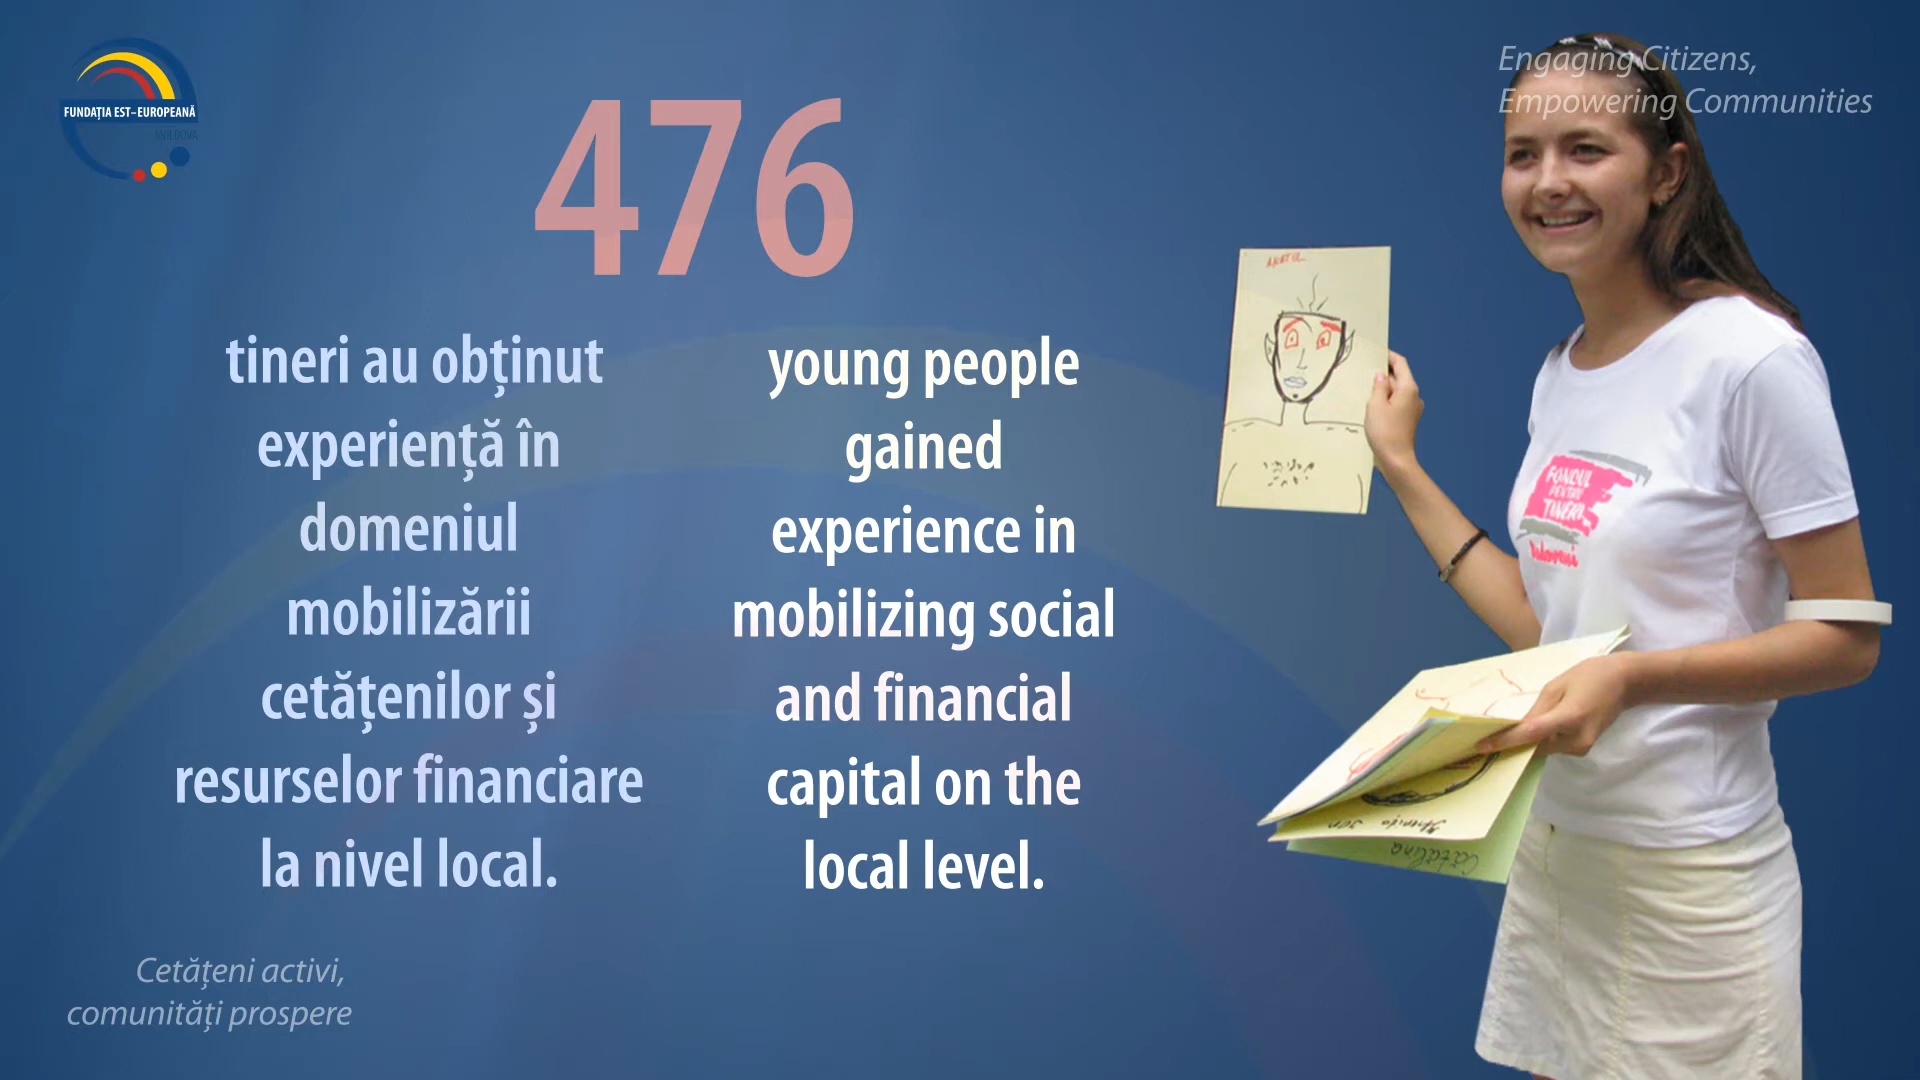 FUNDAȚIA EST-EUROPEANĂ
MOLDOVA
Engaging Citizens,
Empowering Communities
476
tineri au obținut
experiență în
domeniul
mobilizării
cetățenilor și
resurselor financiare
la nivel local.
young people
gained
experience in
mobilizing social
and financial
capital on the
local level.
FONDUL
PENTRU
TINERI
Cătălina
Cetățeni activi,
comunități prospere